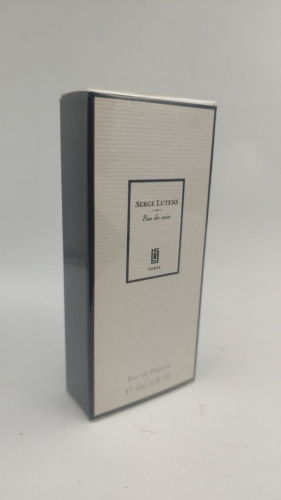 SERGE LUTENS
Bas de soie
PARIS
EAU DE PARFUM